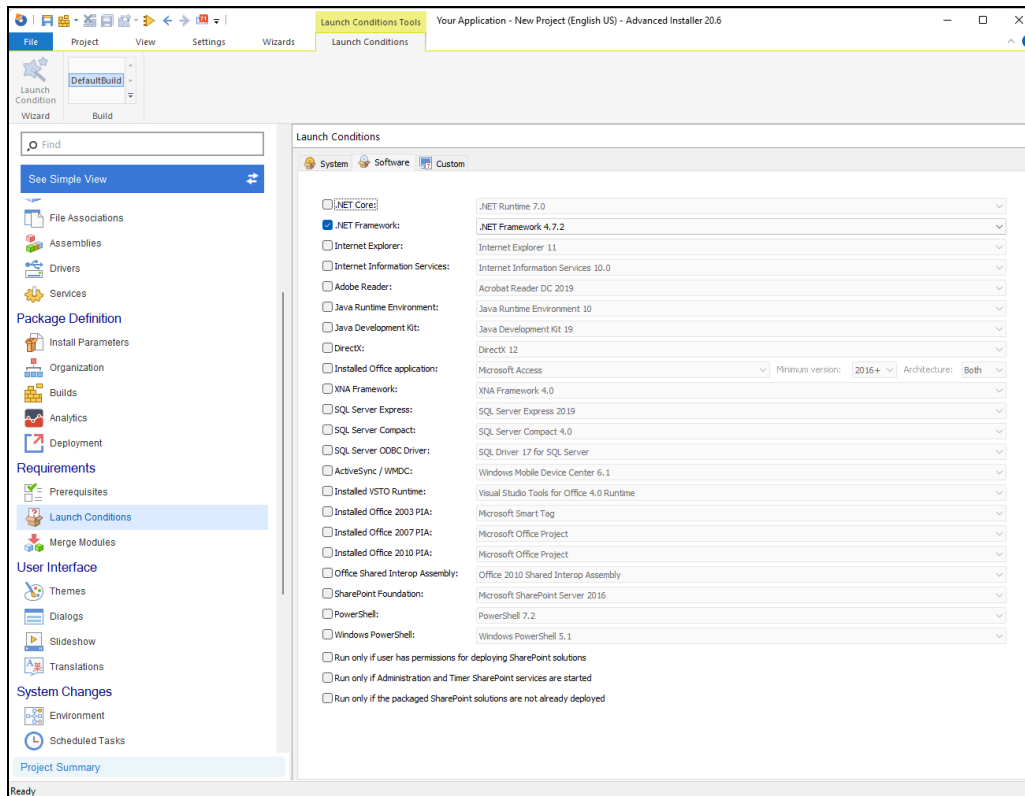 Launch Conditions Tools
Your Application - New Project (English US) - Advanced Installer 20.6
File Project View Settings Wizards Launch Conditions
Launch
Condition
DefaultBuild
Wizard Build
Find
See Simple View
File Associations
Assemblies
Drivers
Services
Package Definition
Install Parameters
Organization
Builds
Analytics
Deployment
Requirements
Prerequisites
Launch Conditions
Merge Modules
User Interface
Themes
Dialogs
Slideshow
Translations
System Changes
Environment
Scheduled Tasks
Project Summary
Ready
Launch Conditions
System Software Custom
.NET Core: .NET Runtime 7.0
.NET Framework: .NET Framework 4.7.2
Internet Explorer: Internet Explorer 11
Internet Information Services: Internet Information Services 10.0
Adobe Reader: Acrobat Reader DC 2019
Java Runtime Environment: Java Runtime Environment 10
Java Development Kit: Java Development Kit 19
DirectX: DirectX 12
Installed Office application: Microsoft Access Minimum version: 2016+ Architecture: Both
XNA Framework: XNA Framework 4.0
SQL Server Express: SQL Server Express 2019
SQL Server Compact: SQL Server Compact 4.0
SQL Server ODBC Driver: SQL Driver 17 for SQL Server
ActiveSync / WMDC: Windows Mobile Device Center 6.1
Installed VSTO Runtime: Visual Studio Tools for Office 4.0 Runtime
Installed Office 2003 PIA: Microsoft Smart Tag
Installed Office 2007 PIA: Microsoft Office Project
Installed Office 2010 PIA: Microsoft Office Project
Office Shared Interop Assembly: Office 2010 Shared Interop Assembly
SharePoint Foundation: Microsoft SharePoint Server 2016
PowerShell: PowerShell 7.2
Windows PowerShell: Windows PowerShell 5.1
Run only if user has permissions for deploying SharePoint solutions
Run only if Administration and Timer SharePoint services are started
Run only if the packaged SharePoint solutions are not already deployed